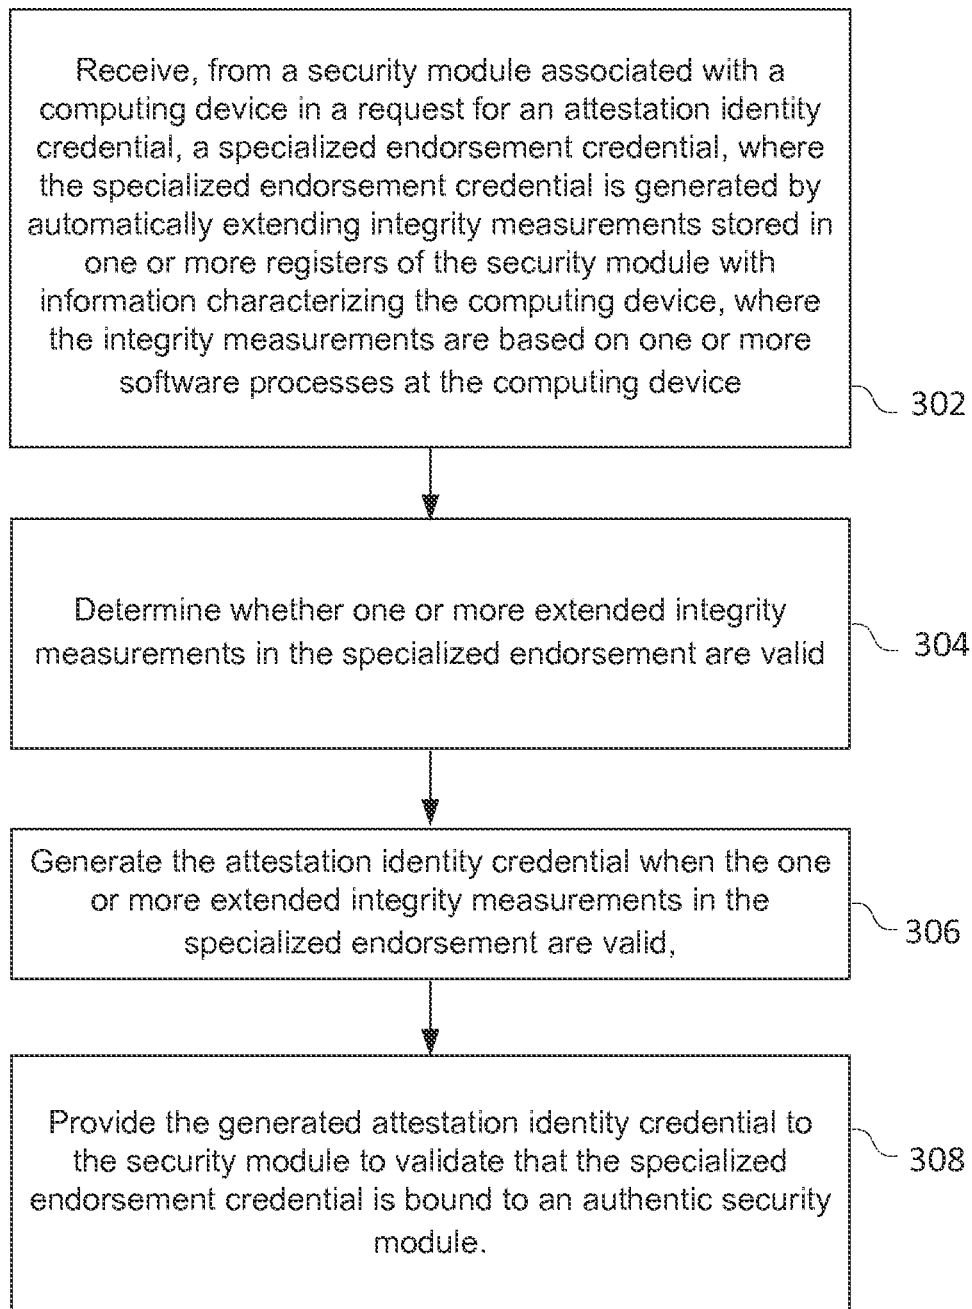 Receive, from a security module associated with a
computing device in a request for an attestation identity
credential, a specialized endorsement credential, where
the specialized endorsement credential is generated by
automatically extending integrity measurements stored in
one or more registers of the security module with
information characterizing the computing device, where
the integrity measurements are based on one or more
software processes at the computing device
302
Determine whether one or more extended integrity
measurements in the specialized endorsement are valid
304
Generate the attestation identity credential when the one
or more extended integrity measurements in the
specialized endorsement are valid,
306
Provide the generated attestation identity credential to
the security module to validate that the specialized
endorsement credential is bound to an authentic security
module.
308